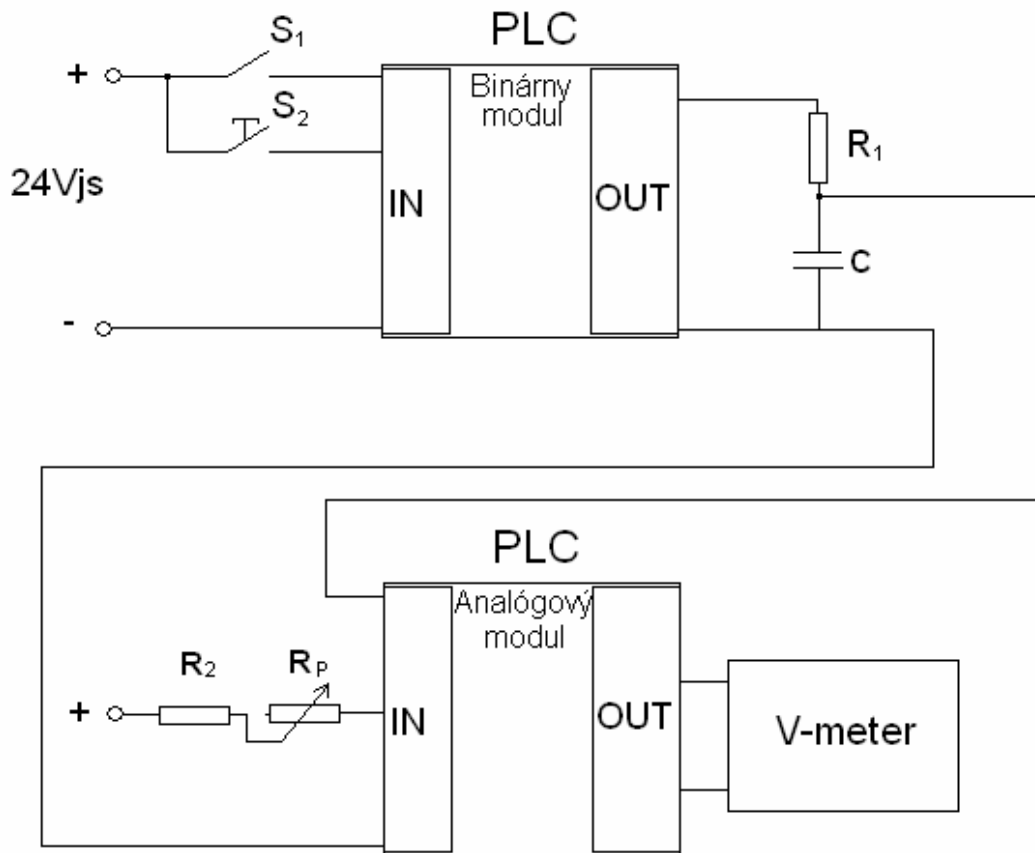 PLC
S₁
+
Binárny
modul
S₂
R₁
24Vjs
IN
OUT
C
-
PLC
Analógový
modul
R₂
Rₚ
+
IN
OUT
V-meter